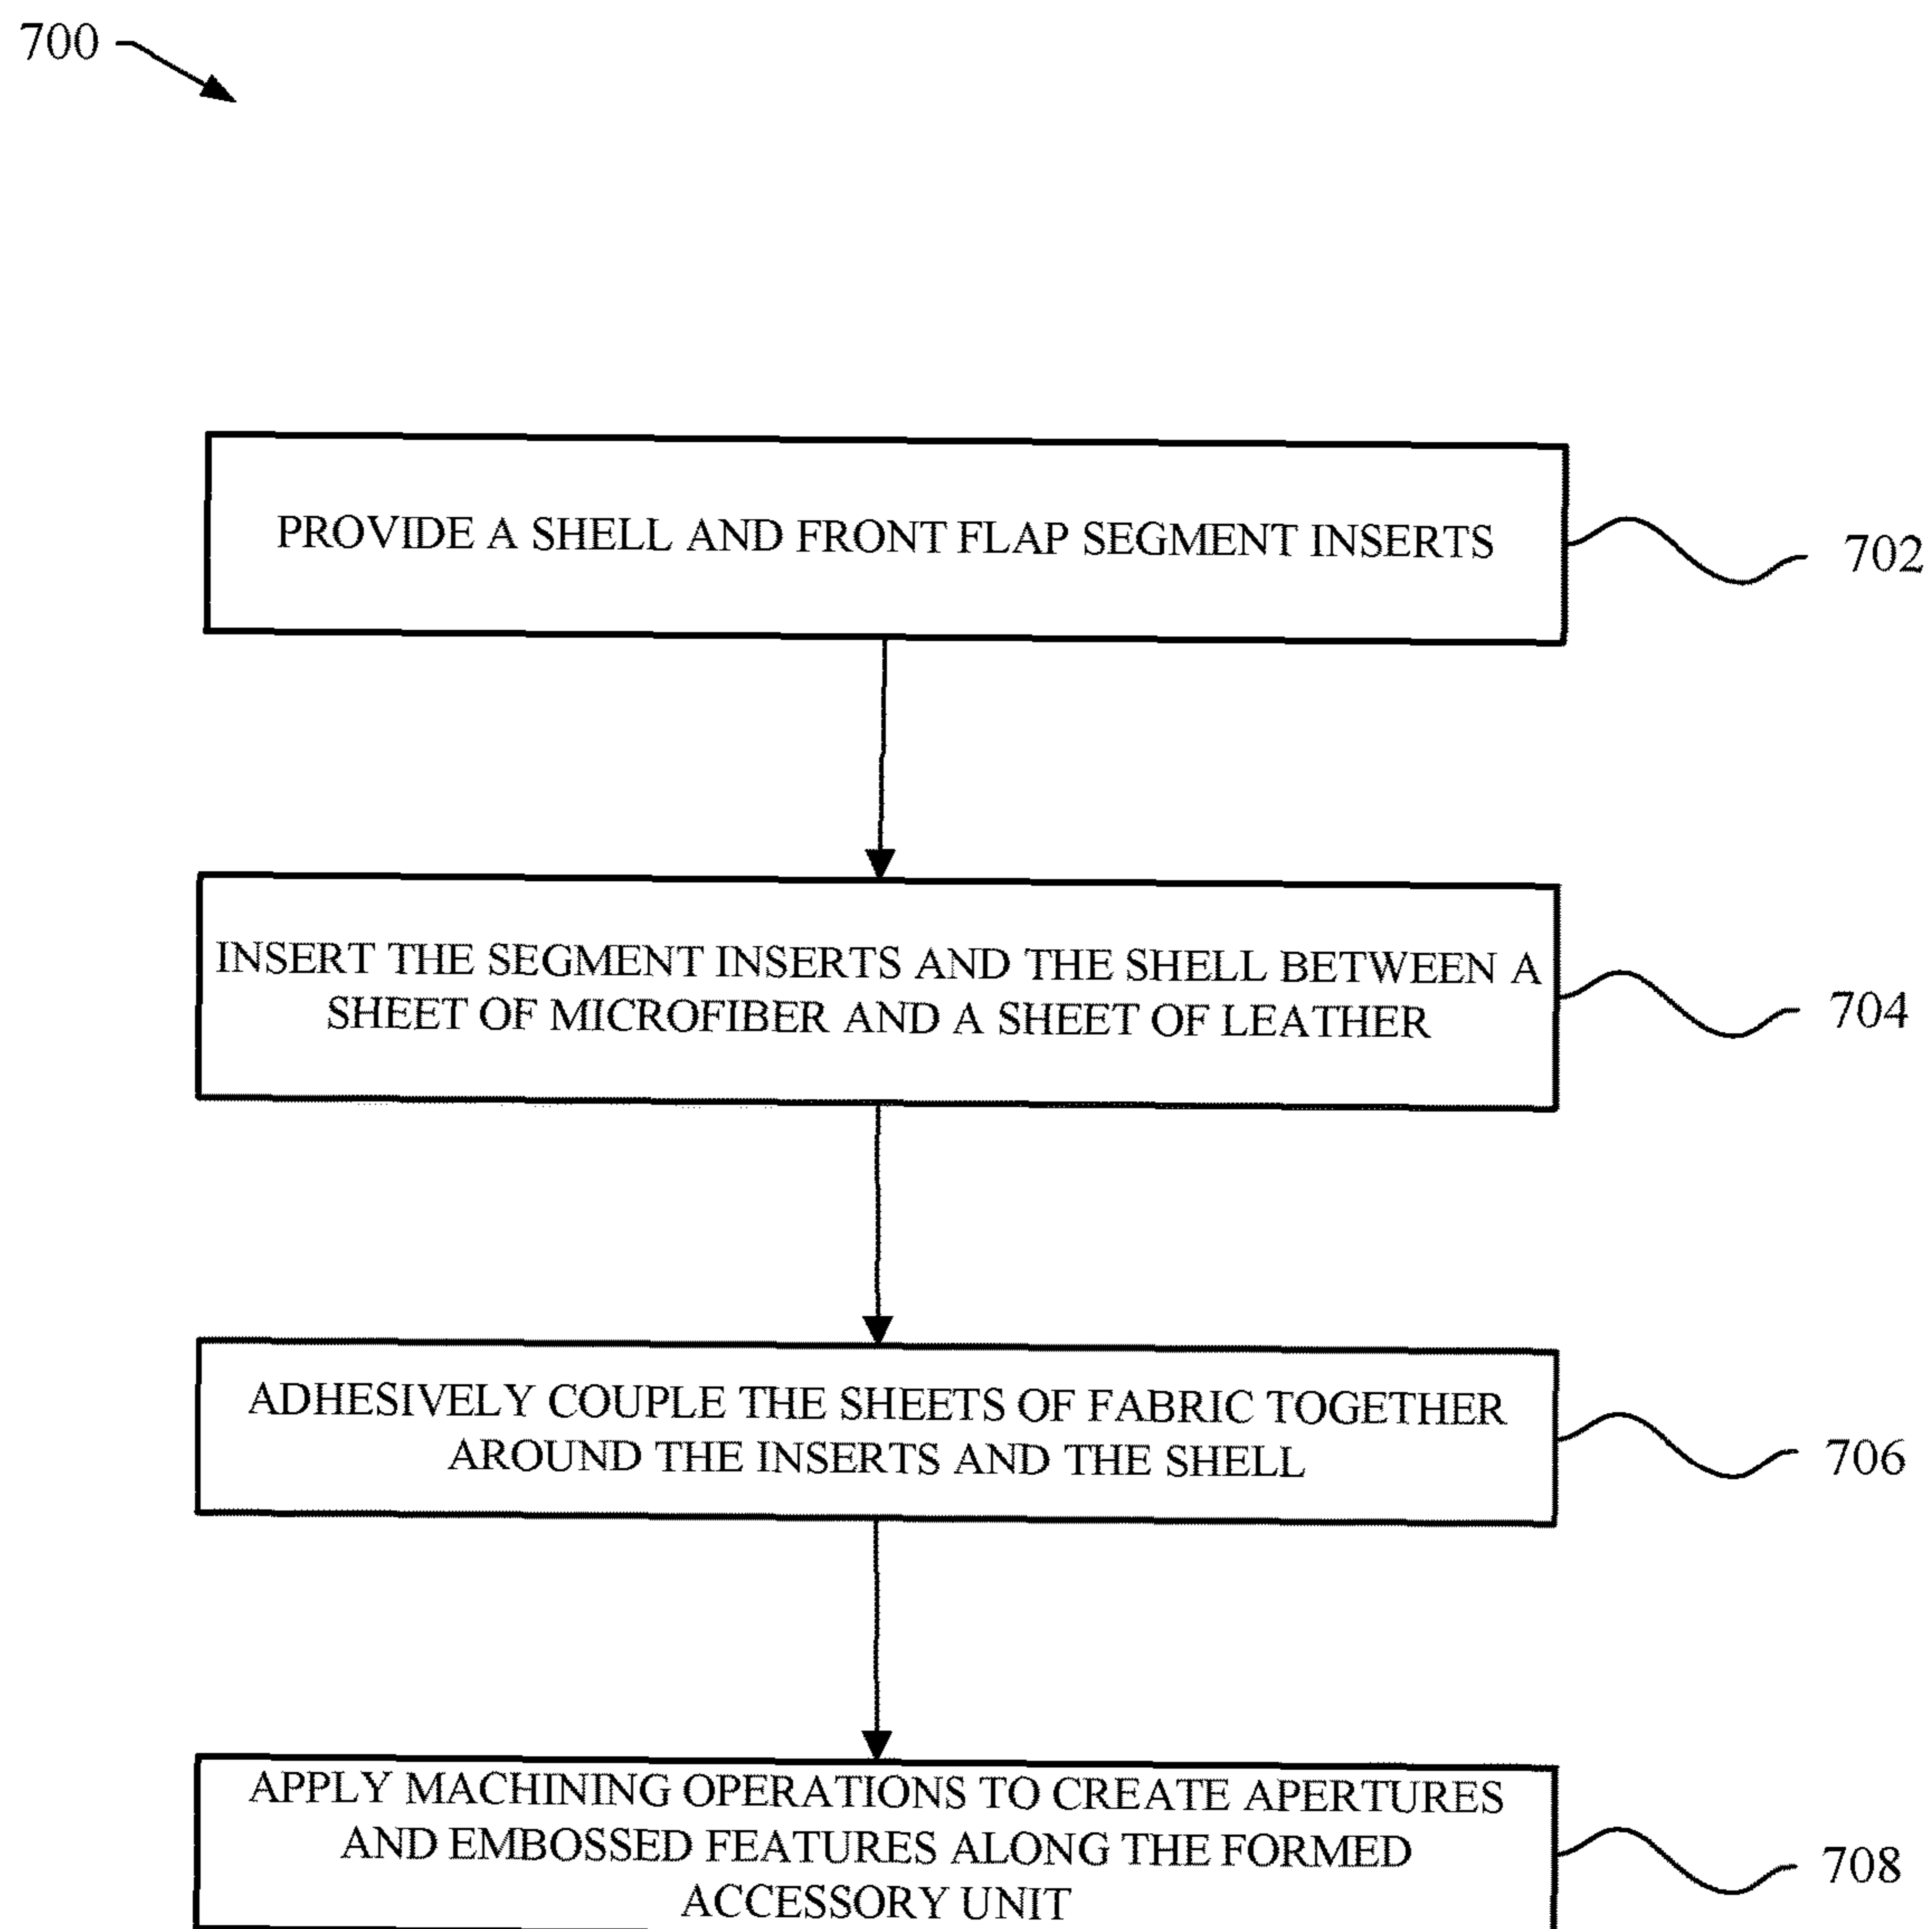 700
PROVIDE A SHELL AND FRONT FLAP SEGMENT INSERTS
702
INSERT THE SEGMENT INSERTS AND THE SHELL BETWEEN A
SHEET OF MICROFIBER AND A SHEET OF LEATHER
704
ADHESIVELY COUPLE THE SHEETS OF FABRIC TOGETHER
AROUND THE INSERTS AND THE SHELL
706
APPLY MACHINING OPERATIONS TO CREATE APERTURES
AND EMBOSSED FEATURES ALONG THE FORMED
ACCESSORY UNIT
708